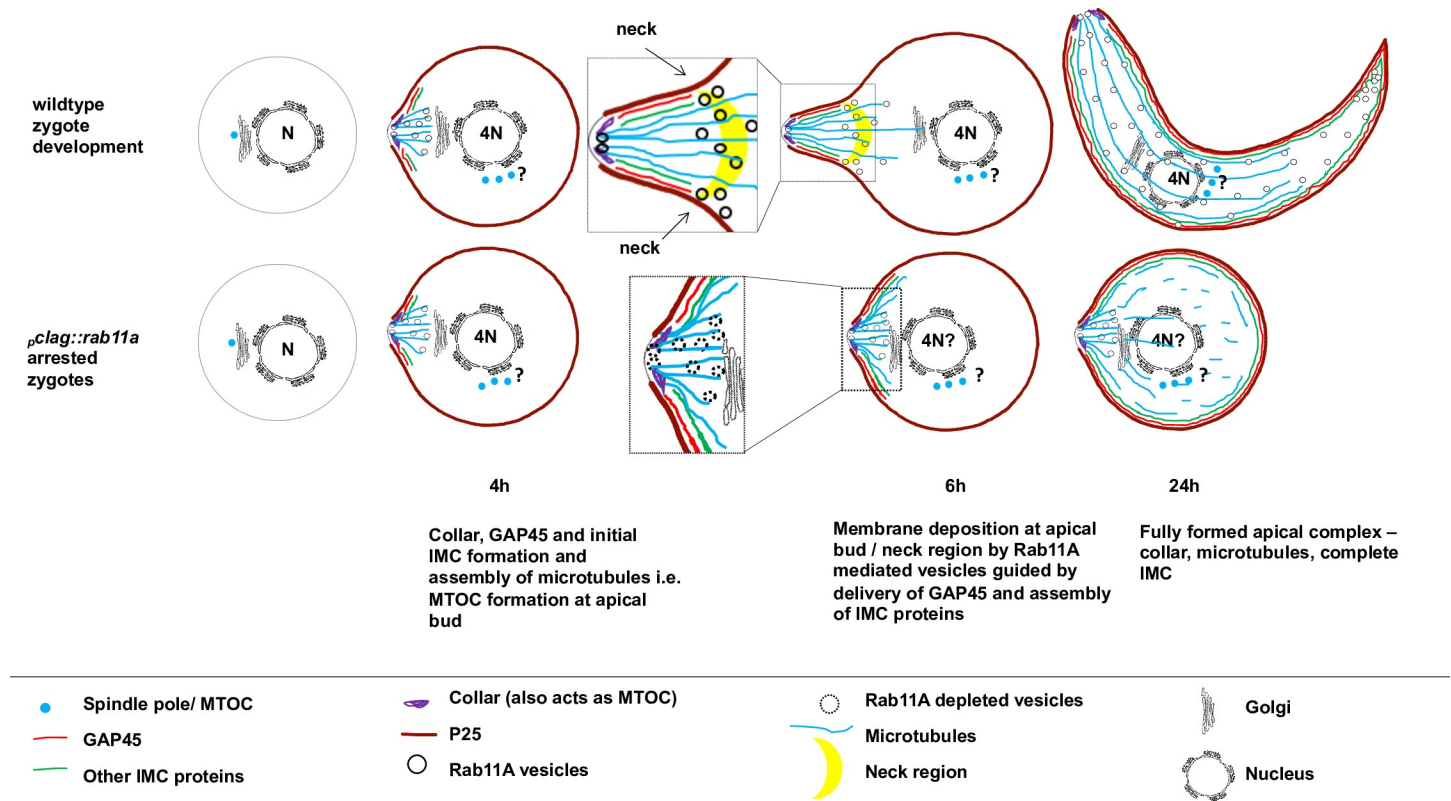 neck
wildtype
zygote
development
N
4N
?
4N
?
4N
?
neck
pclag::rab11a
arrested
zygotes
N
4N
?
4N?
?
4N?
?
4h
6h
24h
Collar, GAP45 and initial
IMC formation and
assembly of microtubules i.e.
MTOC formation at apical
bud
Membrane deposition at apical
bud / neck region by Rab11A
mediated vesicles guided by
delivery of GAP45 and assembly
of IMC proteins
Fully formed apical complex –
collar, microtubules, complete
IMC
Spindle pole/ MTOC
GAP45
Other IMC proteins
Collar (also acts as MTOC)
P25
Rab11A vesicles
Rab11A depleted vesicles
Microtubules
Neck region
Golgi
Nucleus